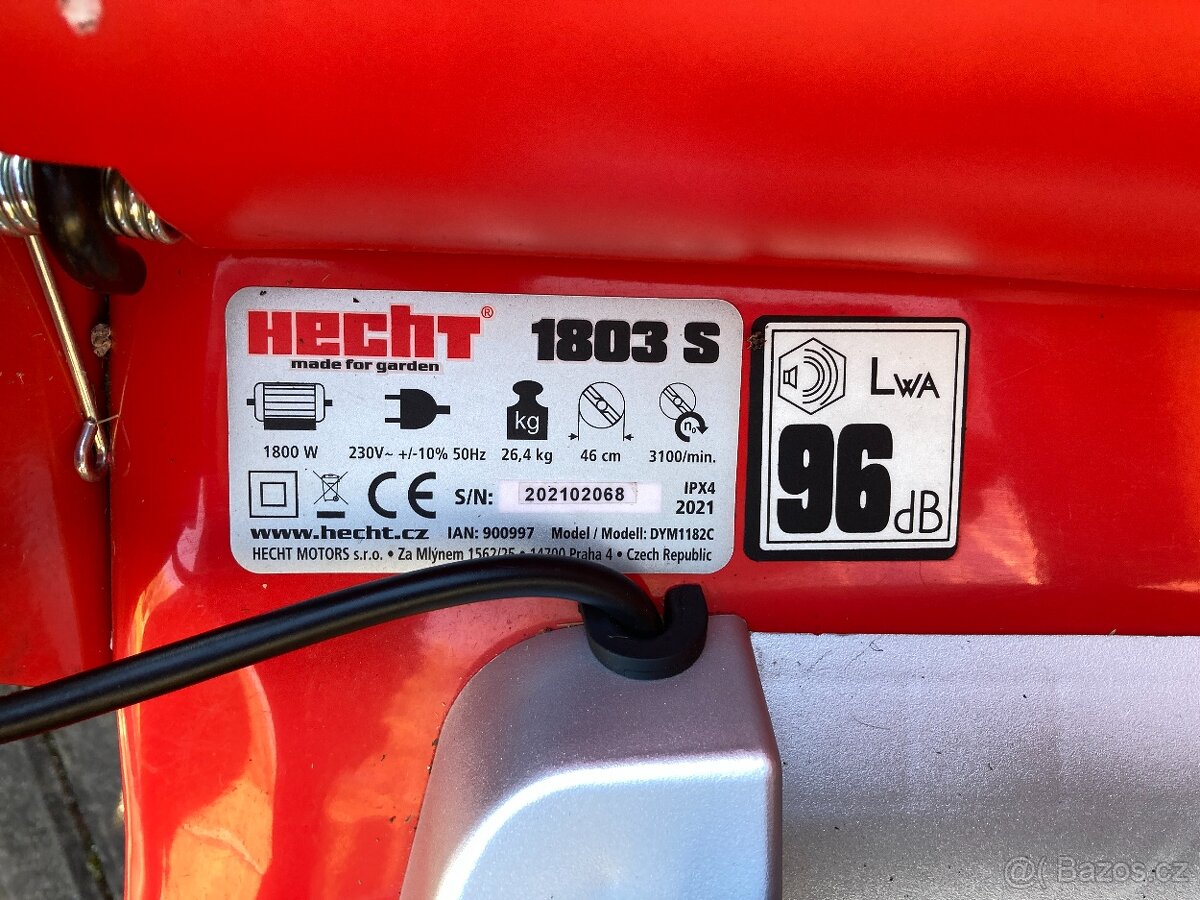 HECHT® 1803 S
made for garden
kg
n₀
1800 W 230V~ +/-10% 50Hz 26,4 kg 46 cm 3100/min.
CE S/N: 202102068 IPX4
2021
www.hecht.cz IAN: 900997 Model / Modell: DYM1182C
HECHT MOTORS s.r.o. • Za Mlýnem 1562/25 • 14700 Praha 4 • Czech Republic
LWA
96 dB
@( Bazos.cz